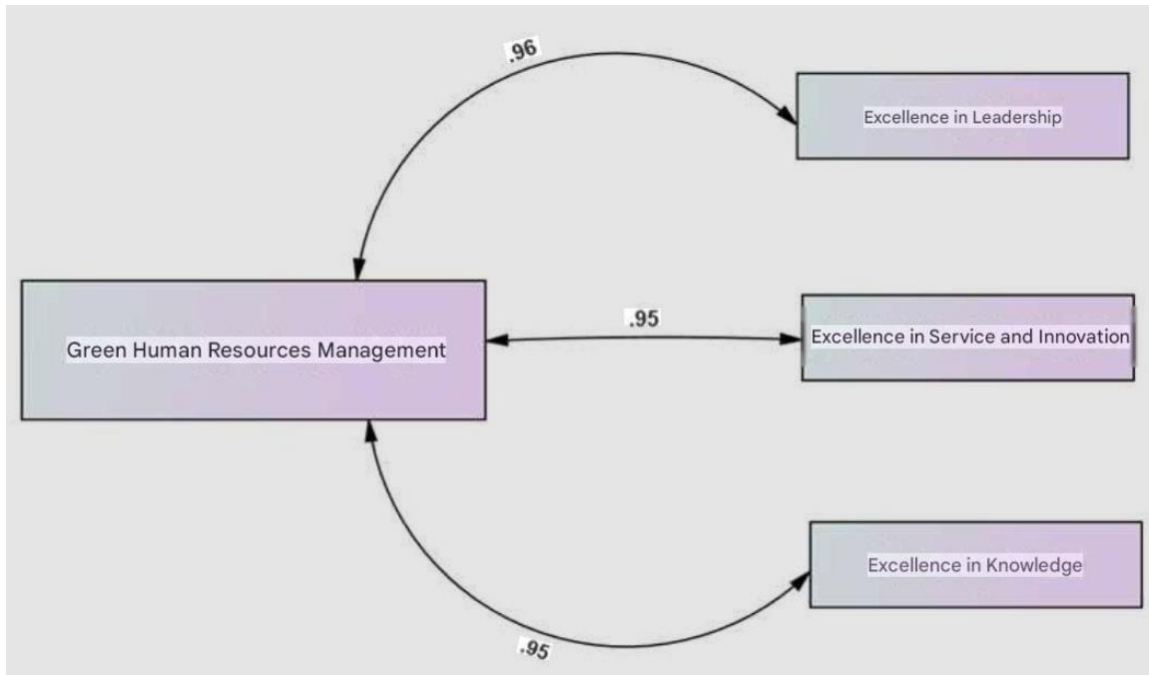 .96
Excellence in Leadership
Green Human Resources Management
.95
Excellence in Service and Innovation
Excellence in Knowledge
.95